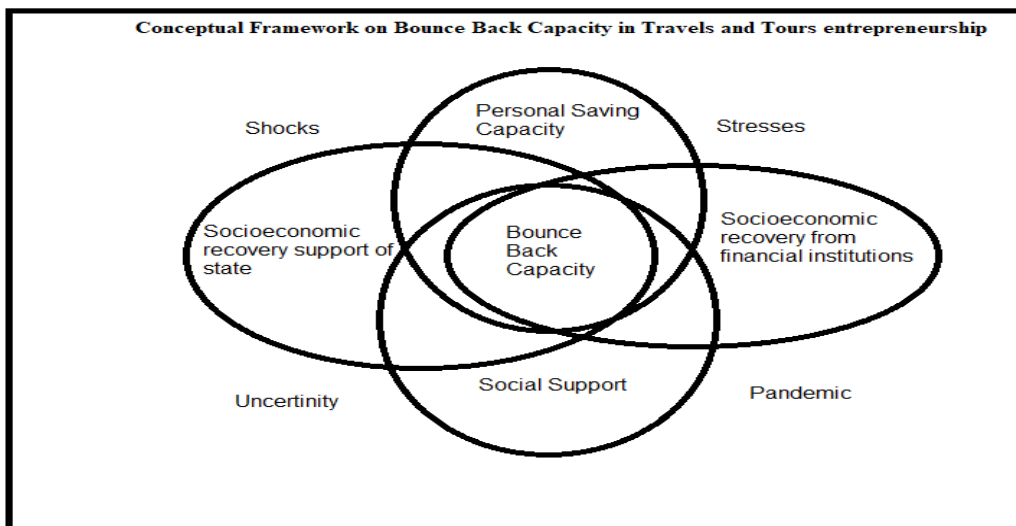 Conceptual Framework on Bounce Back Capacity in Travels and Tours entrepreneurship
Personal Saving
Capacity
Shocks
Stresses
Socioeconomic
recovery support of
state
Bounce
Back
Capacity
Socioeconomic
recovery from
financial institutions
Social Support
Uncertinity
Pandemic